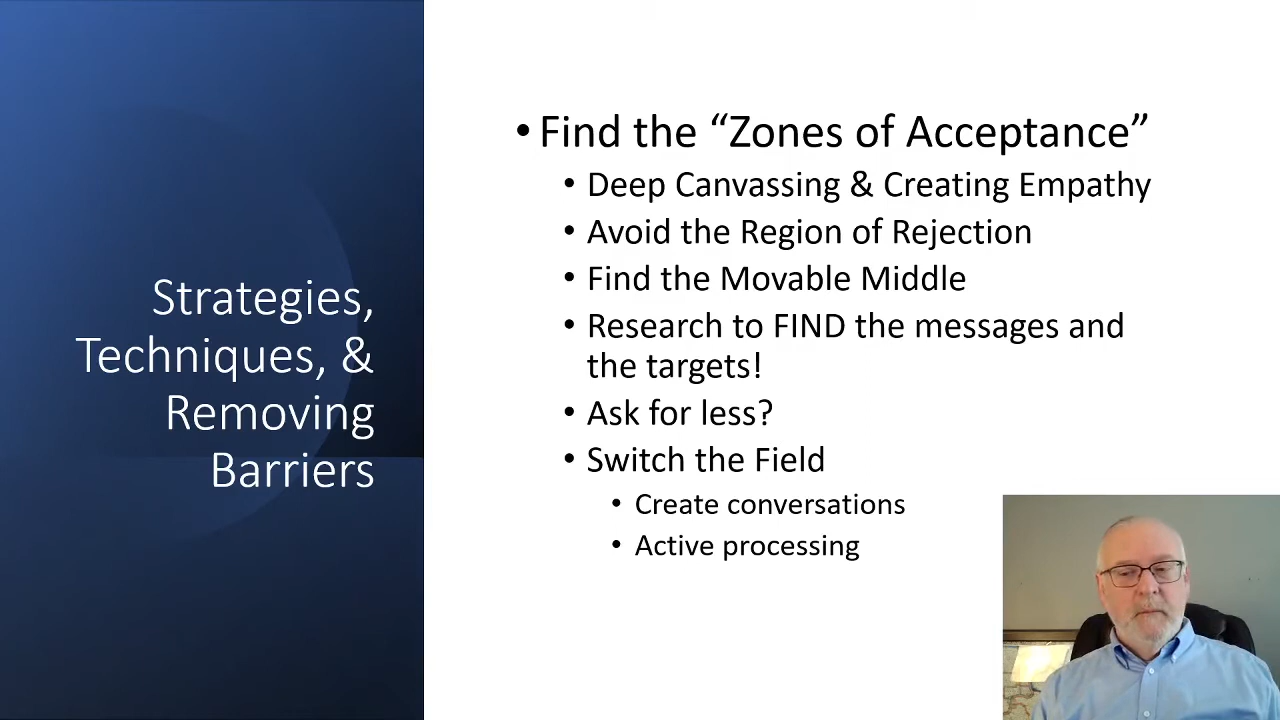 Strategies,
Techniques, &
Removing
Barriers
• Find the “Zones of Acceptance”
• Deep Canvassing & Creating Empathy
• Avoid the Region of Rejection
• Find the Movable Middle
• Research to FIND the messages and
the targets!
• Ask for less?
• Switch the Field
• Create conversations
• Active processing